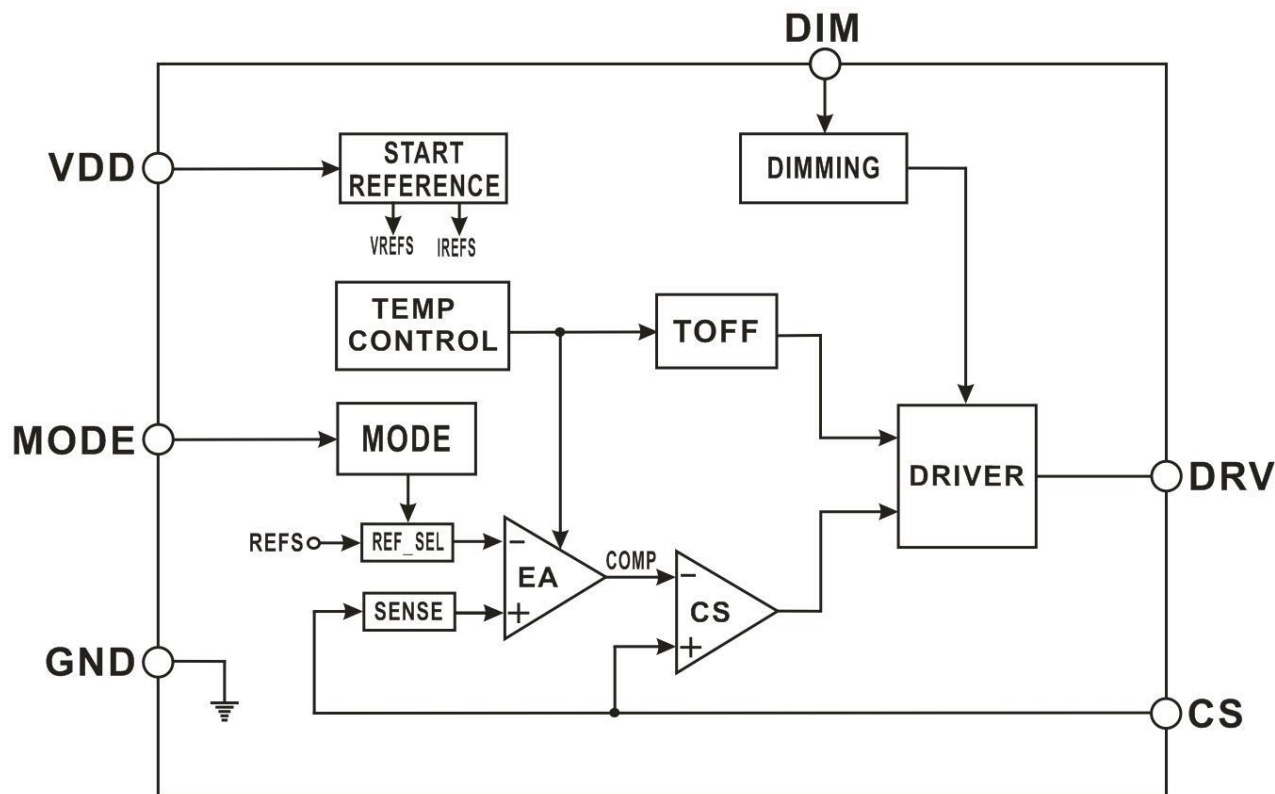 DIM
VDD
START
REFERENCE
DIMMING
VREFS
IREFS
TEMP
CONTROL
TOFF
MODE
MODE
DRIVER
DRV
REFS
REF_SEL
−
EA
COMP
−
SENSE
+
CS
+
GND
CS